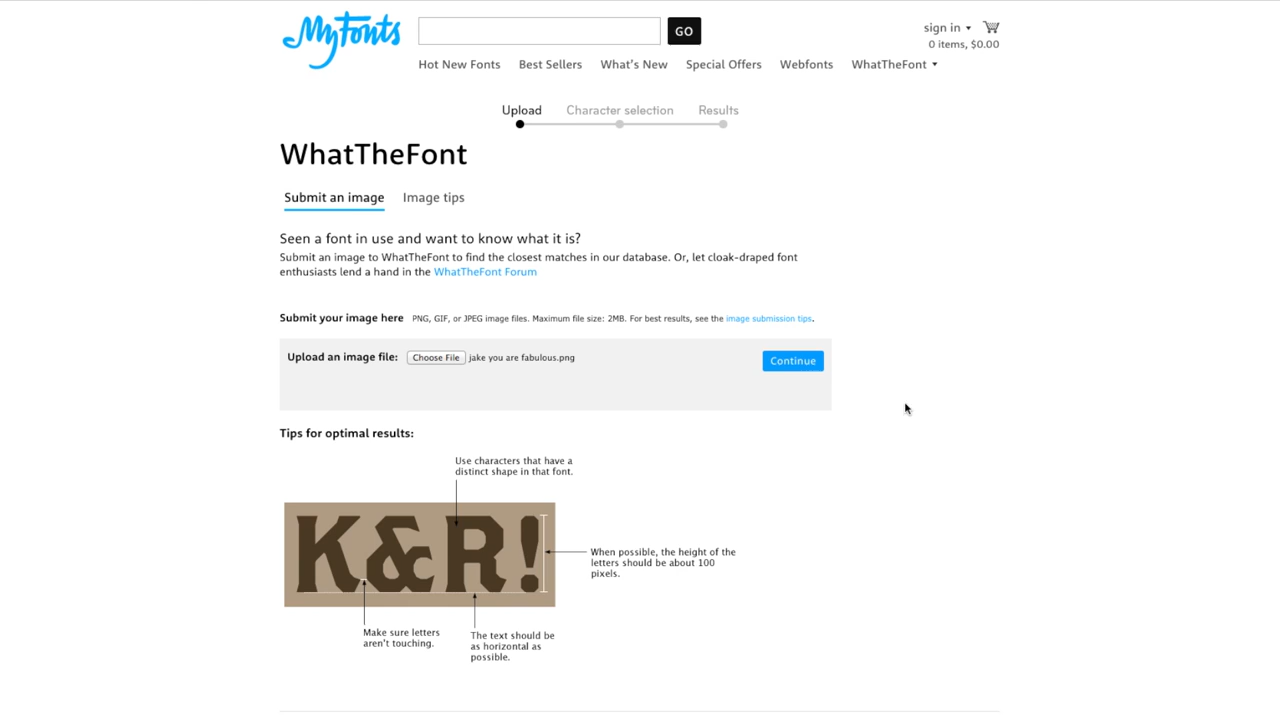 MyFonts
GO
sign in
0 items, $0.00
Hot New Fonts Best Sellers What's New Special Offers Webfonts WhatTheFont
Upload Character selection Results
WhatTheFont
Submit an image Image tips
Seen a font in use and want to know what it is?
Submit an image to WhatTheFont to find the closest matches in our database. Or, let cloak-draped font
enthusiasts lend a hand in the WhatTheFont Forum
Submit your image here PNG, GIF, or JPEG image files. Maximum file size: 2MB. For best results, see the image submission tips.
Upload an image file: Choose File jake you are fabulous.png Continue
Tips for optimal results:
Use characters that have a
distinct shape in that font.
K&R!
When possible, the height of the
letters should be about 100
pixels.
Make sure letters
aren't touching.
The text should be
as horizontal as
possible.